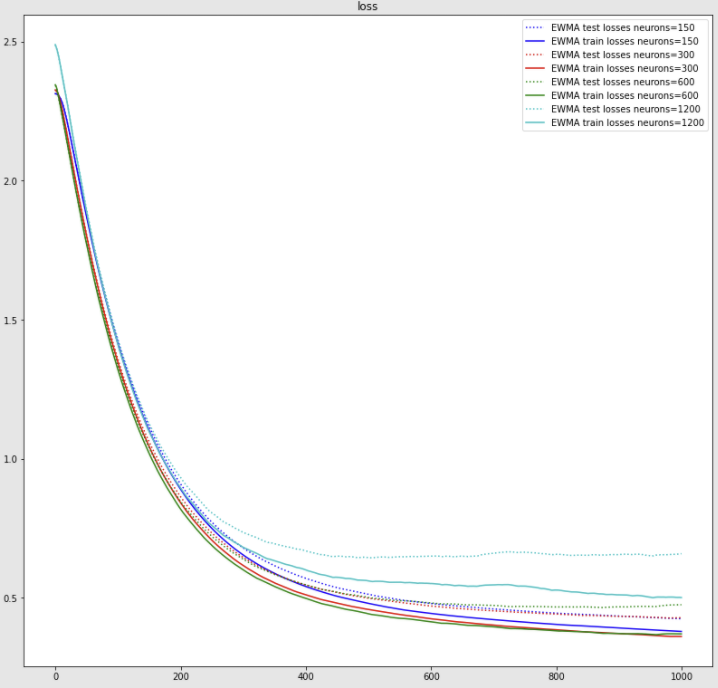 loss
EWMA test losses neurons=150
EWMA train losses neurons=150
EWMA test losses neurons=300
EWMA train losses neurons=300
EWMA test losses neurons=600
EWMA train losses neurons=600
EWMA test losses neurons=1200
EWMA train losses neurons=1200
2.5
2.0
1.5
1.0
0.5
0 200 400 600 800 1000